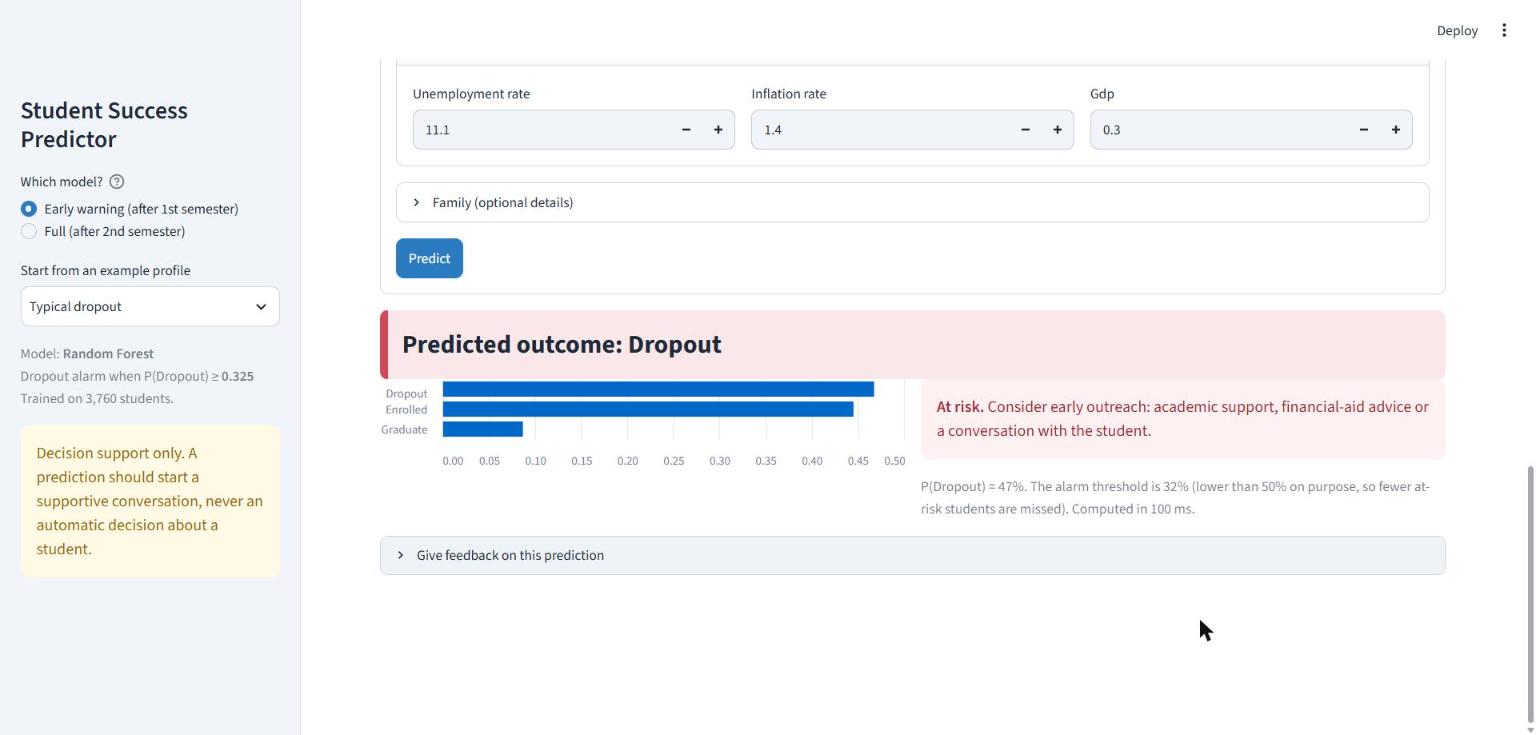 Deploy
Student Success
Predictor
Which model?
Early warning (after 1st semester)
Full (after 2nd semester)
Start from an example profile
Typical dropout
Model: Random Forest
Dropout alarm when P(Dropout) ≥ 0.325
Trained on 3,760 students.
Decision support only. A
prediction should start a
supportive conversation, never an
automatic decision about a
student.
Unemployment rate
Inflation rate
Gdp
11.1
1.4
0.3
Family (optional details)
Predict
Predicted outcome: Dropout
Dropout
Enrolled
Graduate
0.00 0.05 0.10 0.15 0.20 0.25 0.30 0.35 0.40 0.45 0.50
At risk. Consider early outreach: academic support, financial-aid advice or
a conversation with the student.
P(Dropout) = 47%. The alarm threshold is 32% (lower than 50% on purpose, so fewer at-
risk students are missed). Computed in 100 ms.
Give feedback on this prediction